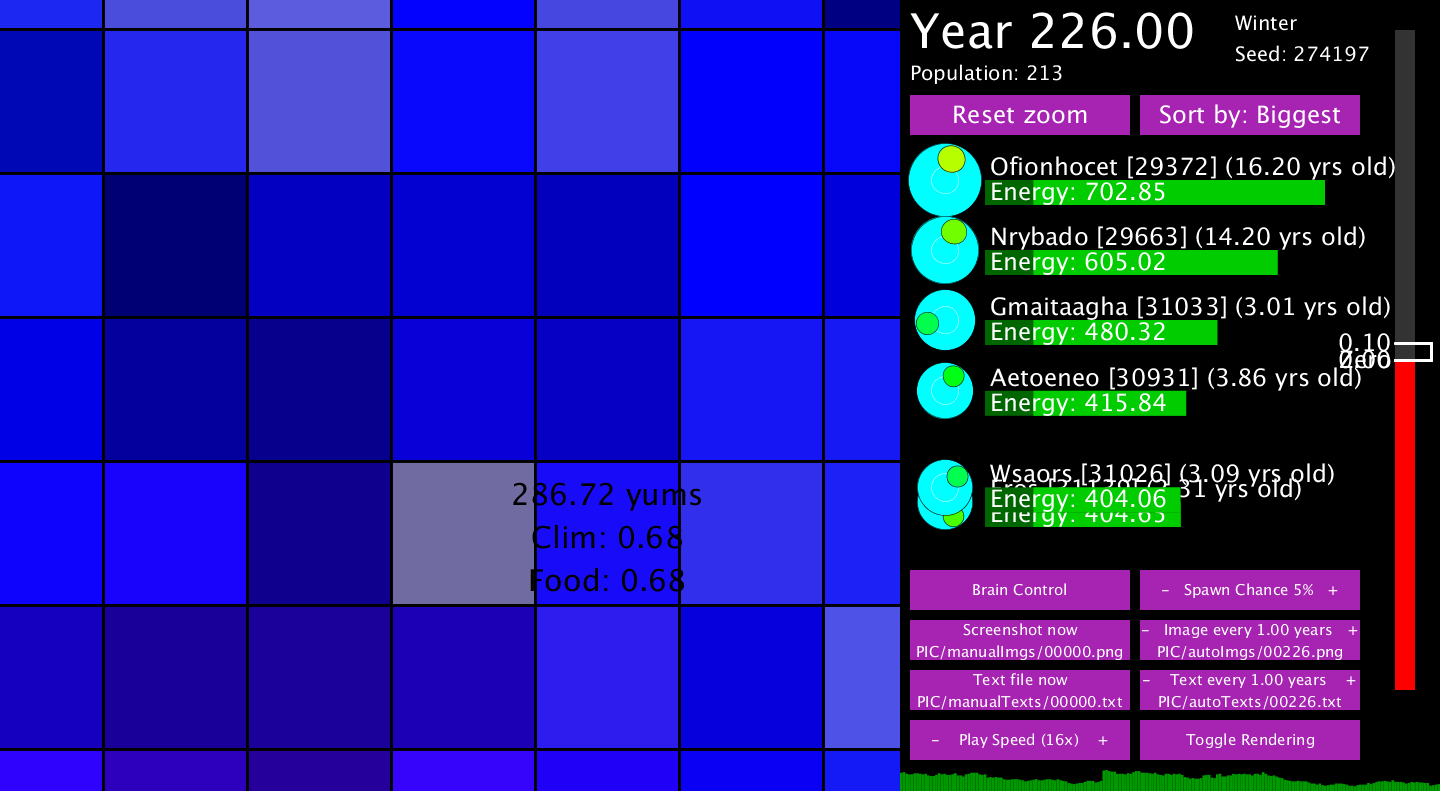 Year 226.00
Winter
Seed: 274197
Population: 213
Reset zoom
Sort by: Biggest
Ofionhocet [29372] (16.20 yrs old)
Energy: 702.85
Nrybado [29663] (14.20 yrs old)
Energy: 605.02
Gmaitaagha [31033] (3.01 yrs old)
Energy: 480.32
0.10
Aetoeneo [30931] (3.86 yrs old)
Energy: 415.84
Wsaors [31026] (3.09 yrs old)
yrs old)
Energy: 404.06
Energy: 404.65
286.72 yums
Clim: 0.68
Food: 0.68
Brain Control
- Spawn Chance 5% +
Screenshot now
PIC/manualImgs/00000.png
- Image every 1.00 years +
PIC/autoImgs/00226.png
Text file now
PIC/manualTexts/00000.txt
- Text every 1.00 years +
PIC/autoTexts/00226.txt
- Play Speed (16x) +
Toggle Rendering